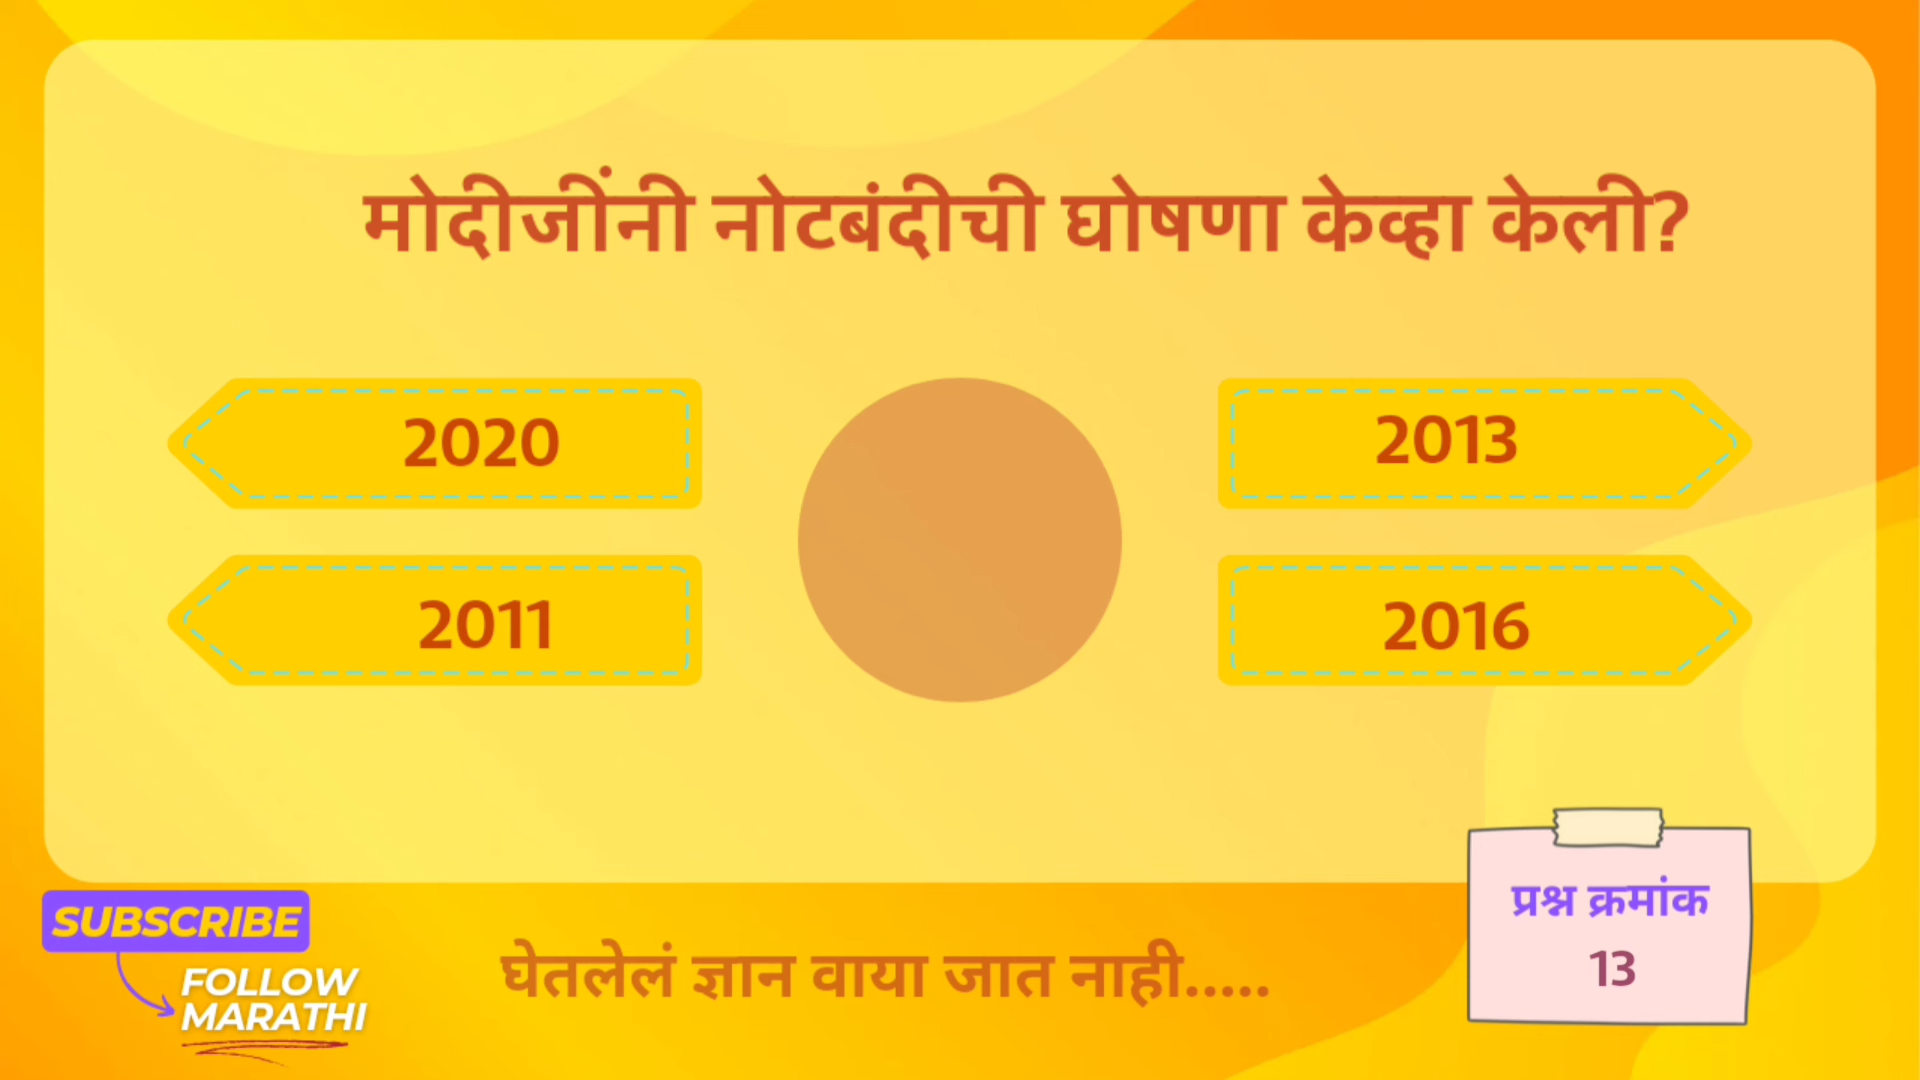 मोदीजींनी नोटबंदीची घोषणा केव्हा केली?
2020
2013
2011
2016
प्रश्न क्रमांक
13
SUBSCRIBE
FOLLOW
MARATHI
घेतलेलं ज्ञान वाया जात नाही.....